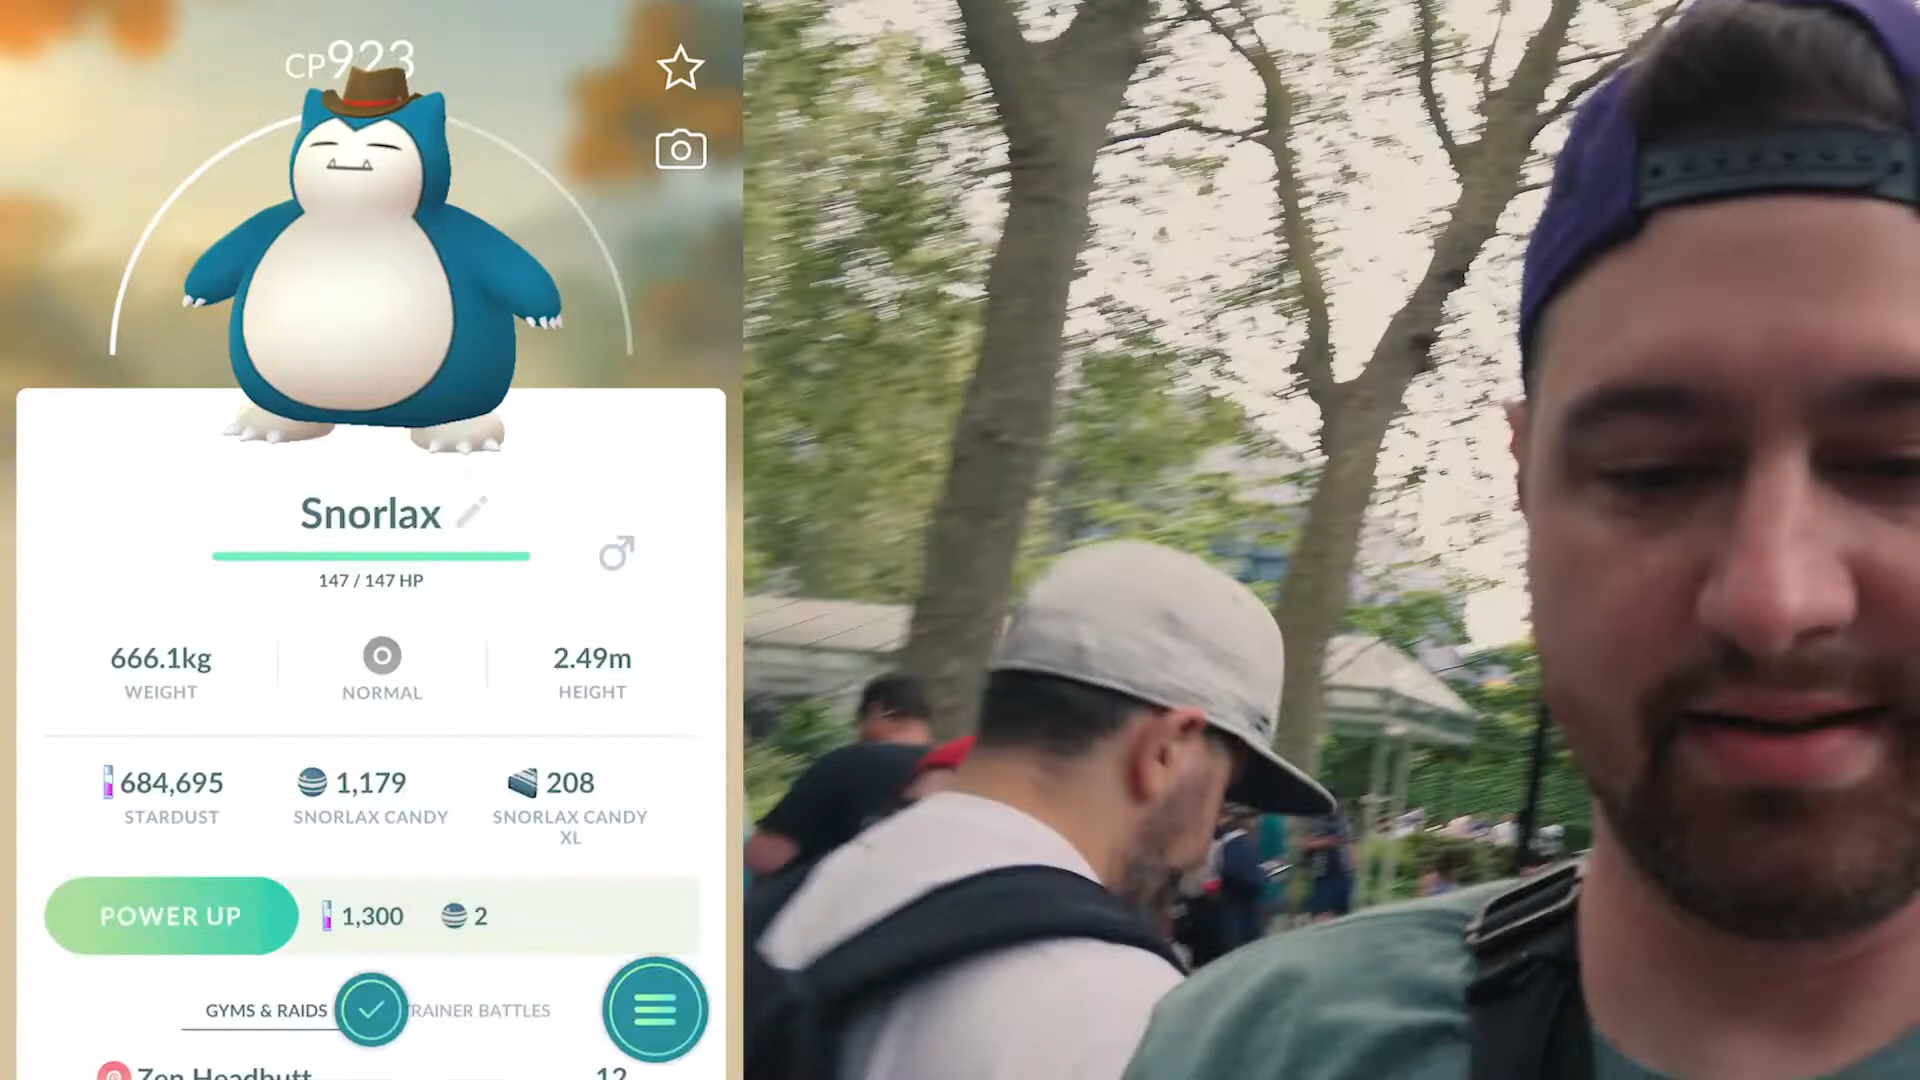 CP923
Snorlax
147 / 147 HP
666.1kg
WEIGHT
NORMAL
2.49m
HEIGHT
684,695
STARDUST
1,179
SNORLAX CANDY
208
SNORLAX CANDY
XL
POWER UP
1,300
2
GYMS & RAIDS
TRAINER BATTLES
Zen Headbutt
12